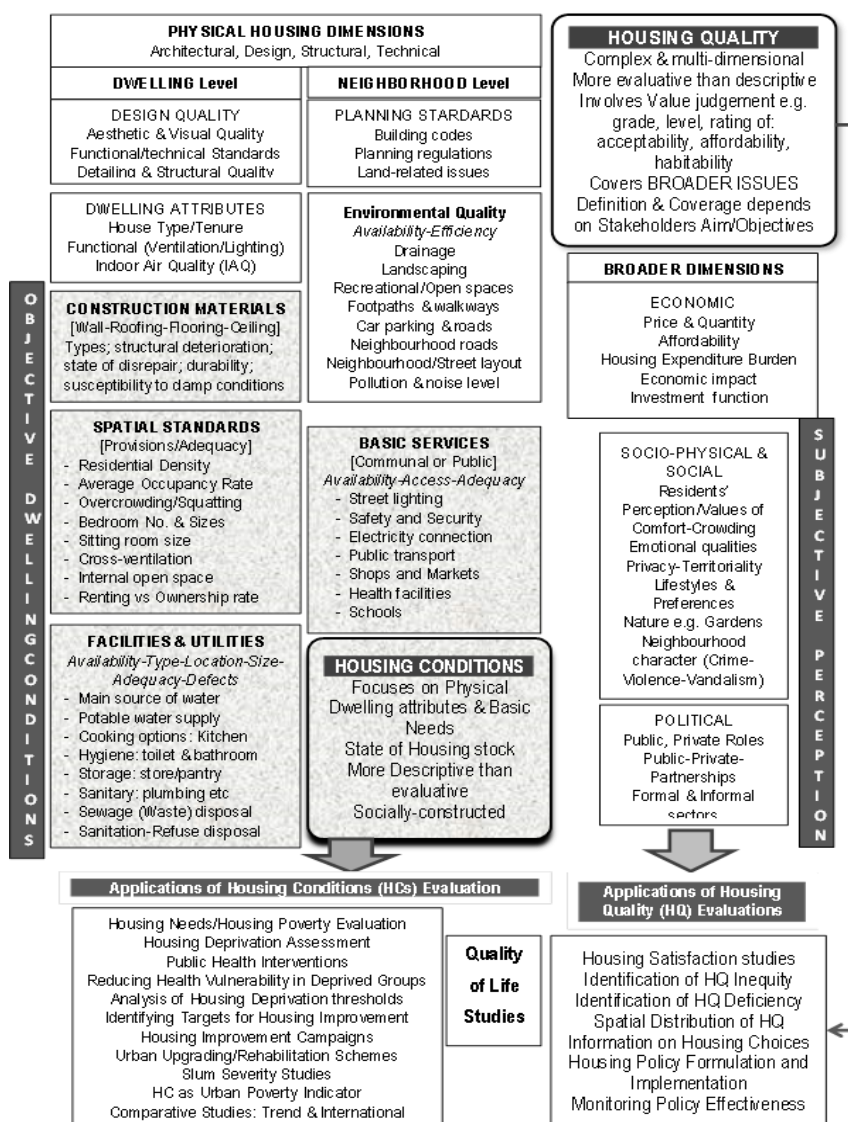 PHYSICAL HOUSING DIMENSIONS
Architectural, Design, Structural, Technical
DWELLING Level
DESIGN QUALITY
Aesthetic & Visual Quality
Functional/technical Standards
Detailing & Structural Quality
DWELLING ATTRIBUTES
House Type/Tenure
Functional (Ventilation/Lighting)
Indoor Air Quality (IAQ)
CONSTRUCTION MATERIALS
[Wall-Roofing-Flooring-Ceiling]
Types; structural deterioration;
state of disrepair; durability;
susceptibility to damp conditions
SPATIAL STANDARDS
[Provisions/Adequacy]
- Residential Density
- Average Occupancy Rate
- Overcrowding/Squatting
- Bedroom No. & Sizes
- Sitting room size
- Cross-ventilation
- Internal open space
- Renting vs Ownership rate
FACILITIES & UTILITIES
Availability-Type-Location-Size-
Adequacy-Defects
- Main source of water
- Potable water supply
- Cooking options: Kitchen
- Hygiene: toilet & bathroom
- Storage: store/pantry
- Sanitary: plumbing etc
- Sewage (Waste) disposal
- Sanitation-Refuse disposal
OBJECTIVE DWELLING CONDITIONS
NEIGHBORHOOD Level
PLANNING STARDARDS
Building codes
Planning regulations
Land-related issues
Environmental Quality
Availability-Efficiency
Drainage
Landscaping
Recreational/Open spaces
Footpaths & walkways
Car parking & roads
Neighbourhood roads
Neighbourhood/Street layout
Pollution & noise level
BASIC SERVICES
[Communal or Public]
Availability-Access-Adequacy
- Street lighting
- Safety and Security
- Electricity connection
- Public transport
- Shops and Markets
- Health facilities
- Schools
HOUSING CONDITIONS
Focuses on Physical
Dwelling attributes & Basic
Needs
State of Housing stock
More Descriptive than
evaluative
Socially-constructed
HOUSING QUALITY
Complex & multi-dimensional
More evaluative than descriptive
Involves Value judgement e.g.
grade, level, rating of:
acceptability, affordability,
habitability
Covers BROADER ISSUES
Definition & Coverage depends
on Stakeholders Aim/Objectives
BROADER DIMENSIONS
ECONOMIC
Price & Quantity
Affordability
Housing Expenditure Burden
Economic impact
Investment function
SOCIO-PHYSICAL &
SOCIAL
Residents'
Perception/Values of
Comfort-Crowding
Emotional qualities
Privacy-Territoriality
Lifestyles &
Preferences
Nature e.g. Gardens
Neighbourhood
character (Crime-
Violence-Vandalism)
POLITICAL
Public, Private Roles
Public-Private-
Partnerships
Formal & Informal
sectors
SUBJECTIVE PERCEPTION
Applications of Housing Conditions (HCs) Evaluation
Housing Needs/Housing Poverty Evaluation
Housing Deprivation Assessment
Public Health Interventions
Reducing Health Vulnerability in Deprived Groups
Analysis of Housing Deprivation thresholds
Identifying Targets for Housing Improvement
Housing Improvement Campaigns
Urban Upgrading/Rehabilitation Schemes
Slum Severity Studies
HC as Urban Poverty Indicator
Comparative Studies: Trend & International
Quality
of Life
Studies
Applications of Housing
Quality (HQ) Evaluations
Housing Satisfaction studies
Identification of HQ Inequity
Identification of HQ Deficiency
Spatial Distribution of HQ
Information on Housing Choices
Housing Policy Formulation and
Implementation
Monitoring Policy Effectiveness